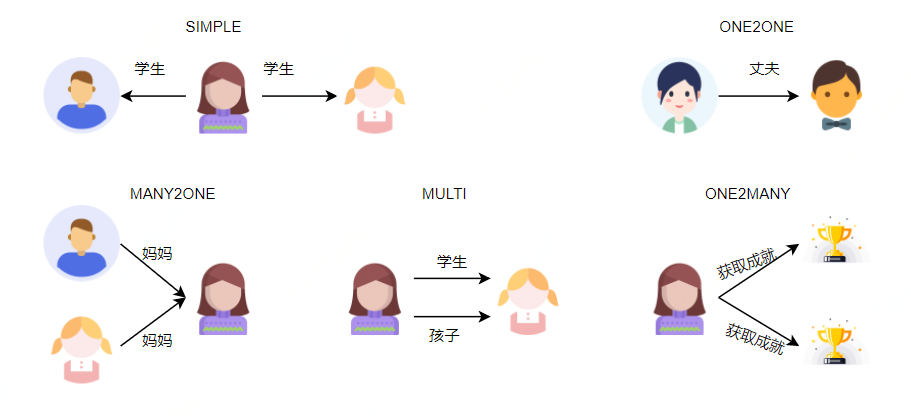 SIMPLE
ONE2ONE
学生
学生
丈夫
MANY2ONE
MULTI
ONE2MANY
妈妈
学生
获取成就
妈妈
孩子
获取成就